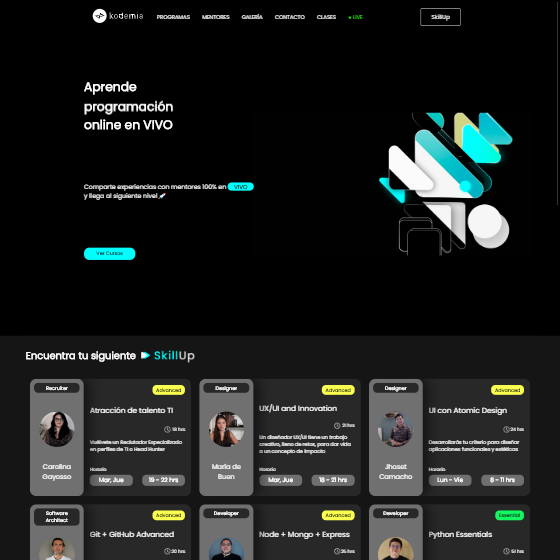 kodemia
PROGRAMAS
MENTORES
GALERÍA
CONTACTO
CLASES
LIVE
SkillUp
Aprende
programación
online en VIVO
Comparte experiencias con mentores 100% en VIVO
y llega al siguiente nivel
Ver Cursos
Encuentra tu siguiente SkillUp
Recruiter
Advanced
Atracción de talento TI
18 hrs
Vuélvete un Reclutador Especializado
en perfiles de TI o Head Hunter
Carolina
Gayosso
Horario
Mar, Jue
19 - 22 hrs
Designer
Advanced
UX/UI and Innovation
21 hrs
Un diseñador UX/UI tiene un trabajo
creativo, lleno de retos, para dar vida
a un concepto de impacto
María de
Buen
Horario
Mar, Jue
18 - 21 hrs
Designer
Advanced
UI con Atomic Design
24 hrs
Desarrollarás tu criterio para diseñar
aplicaciones funcionales y estéticas
Jhoset
Camacho
Horario
Lun - Vie
8 - 11 hrs
Software
Architect
Advanced
Git + GitHub Advanced
20 hrs
Developer
Advanced
Node + Mongo + Express
35 hrs
Developer
Essential
Python Essentials
51 hrs